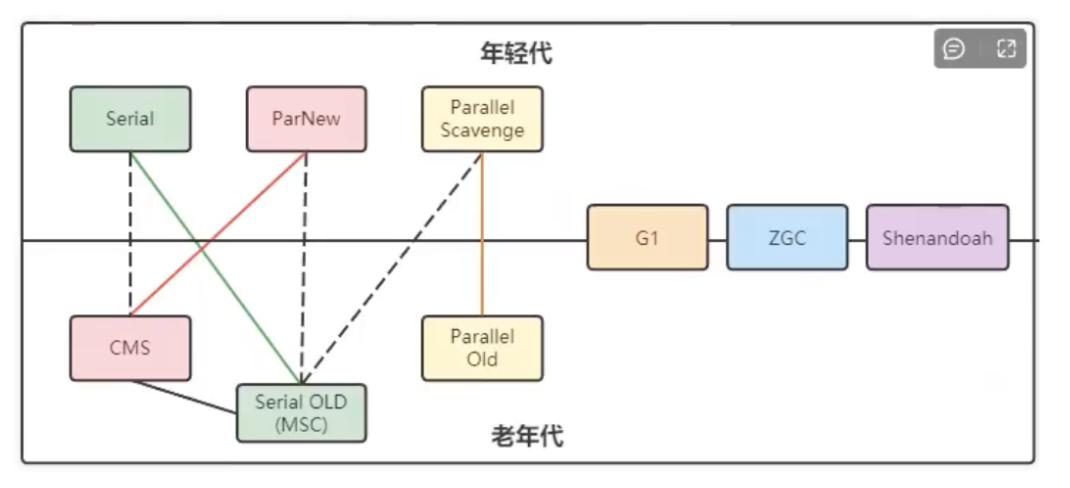 年轻代
Serial
ParNew
Parallel
Scavenge
G1
ZGC
Shenandoah
CMS
Parallel
Old
Serial OLD
(MSC)
老年代